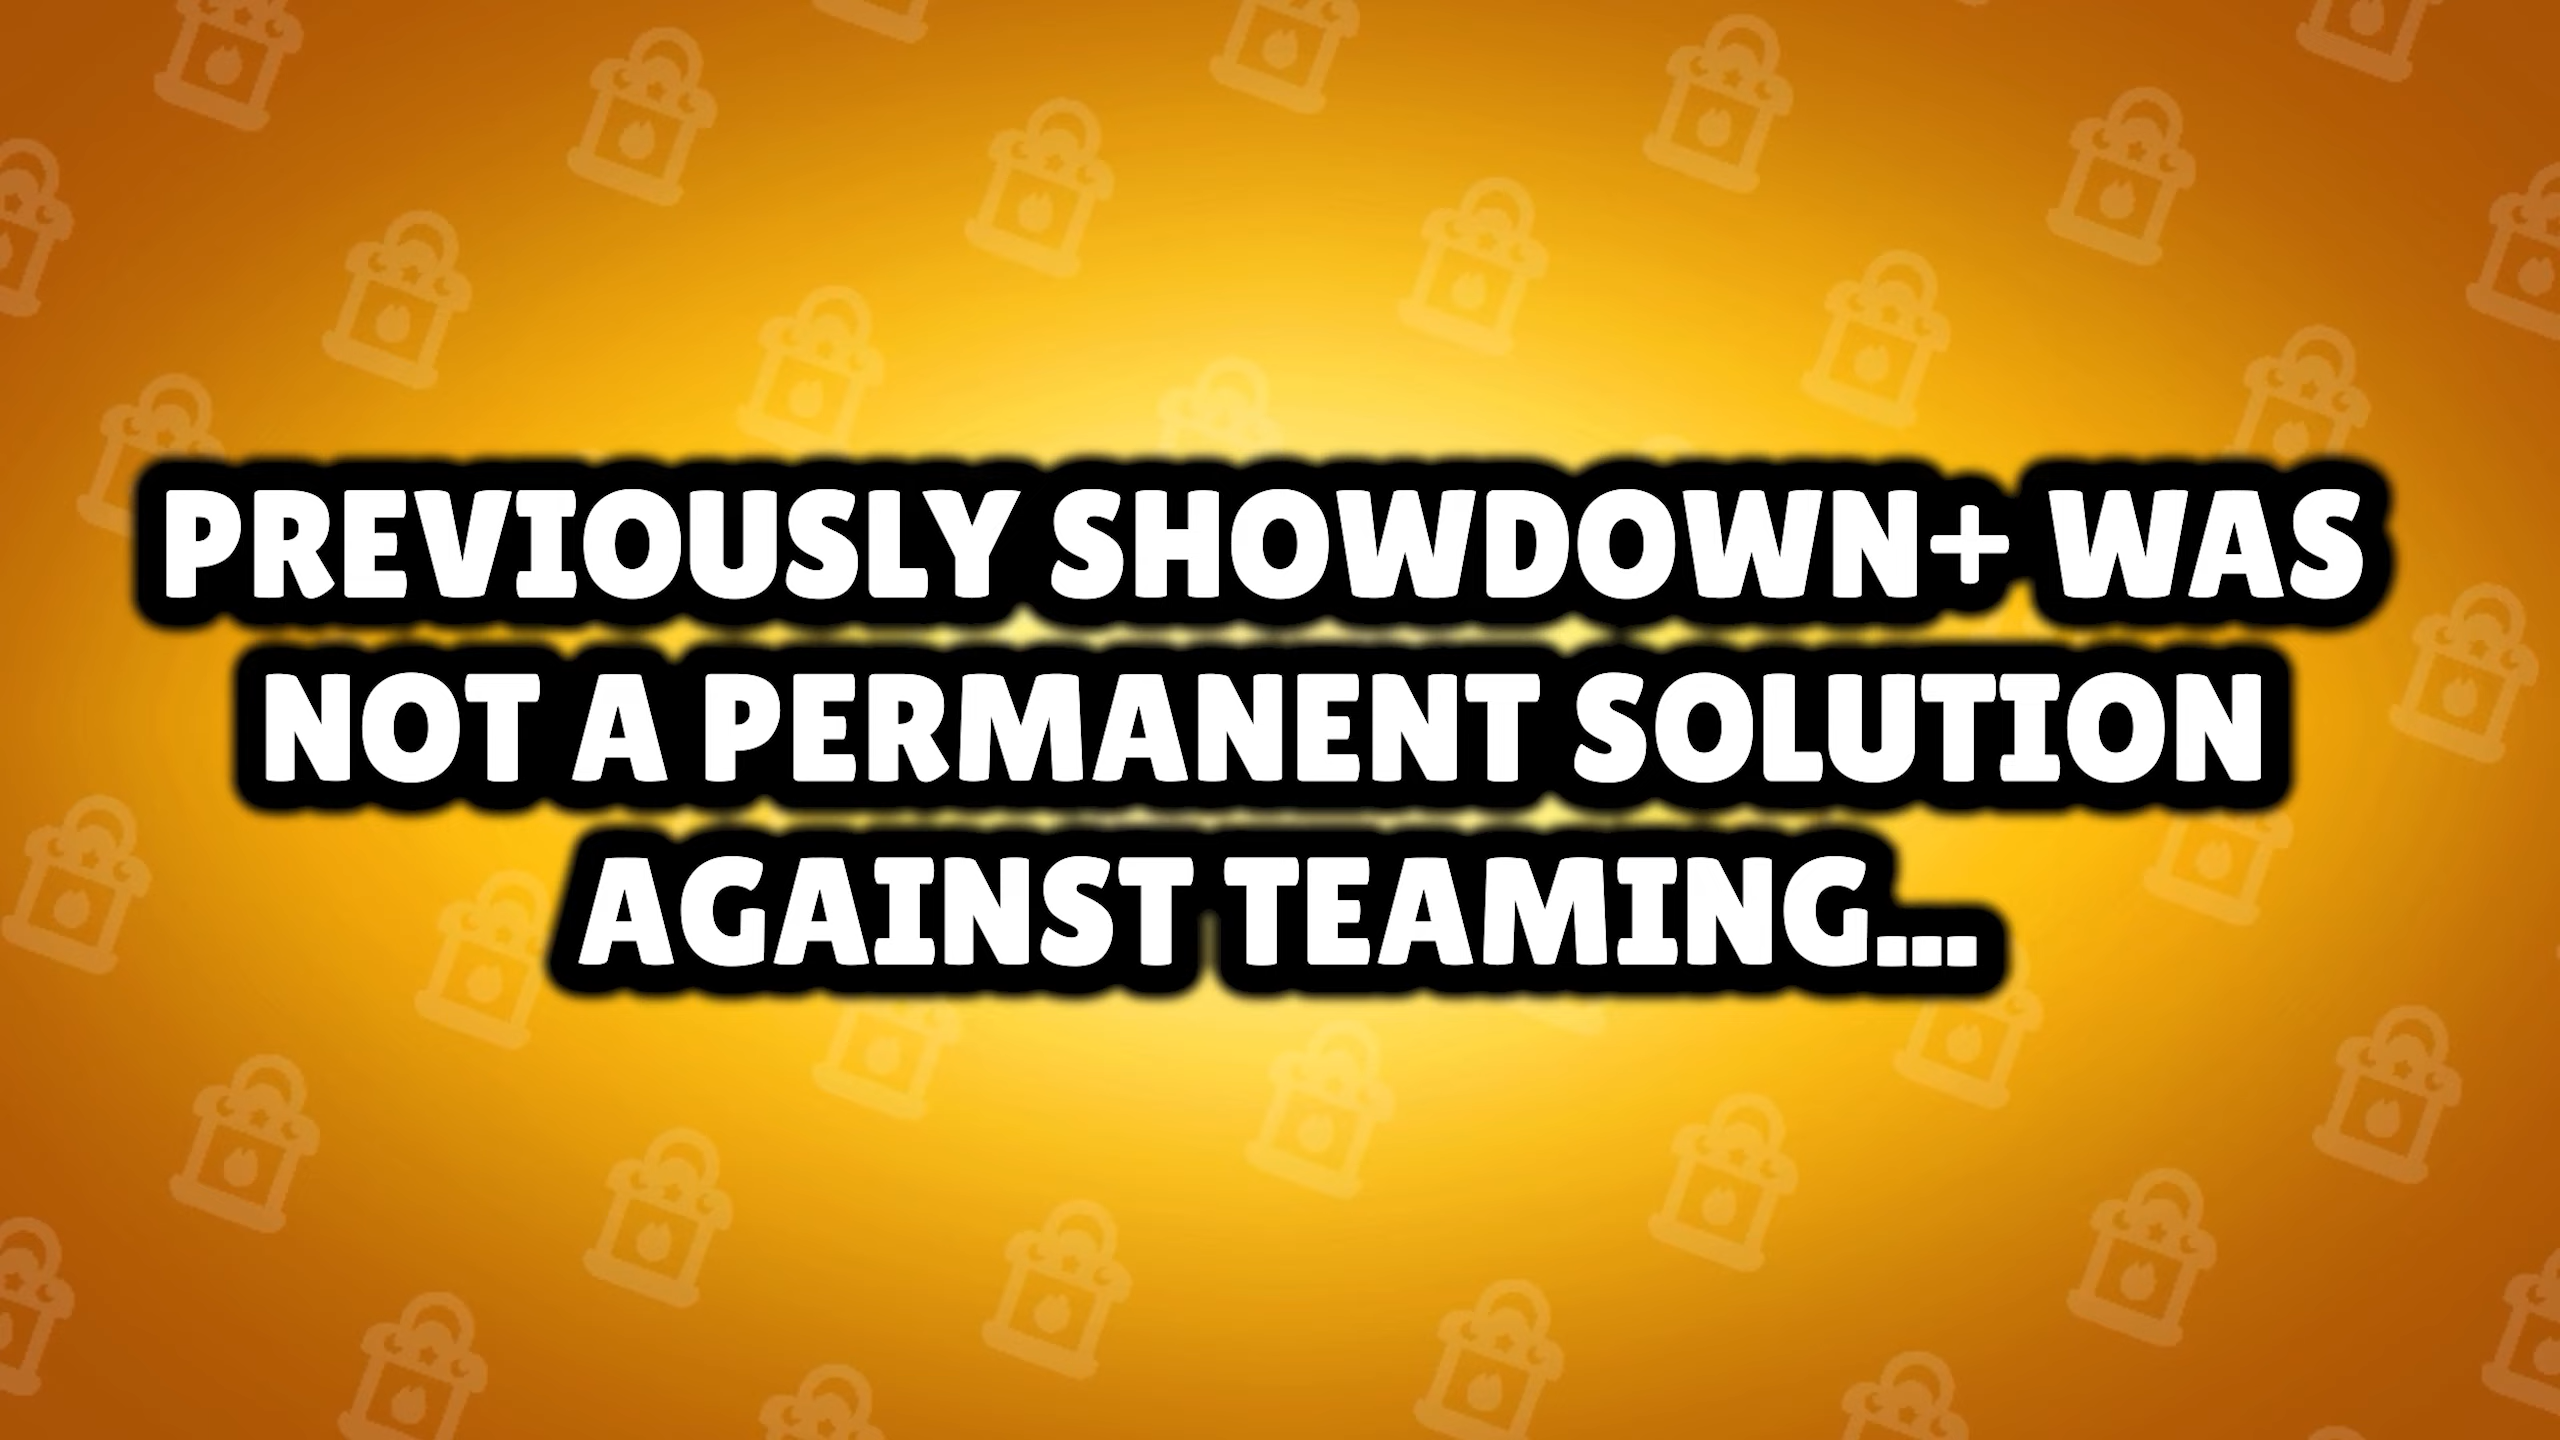 PREVIOUSLY SHOWDOWN+ WAS
NOT A PERMANENT SOLUTION
AGAINST TEAMING...